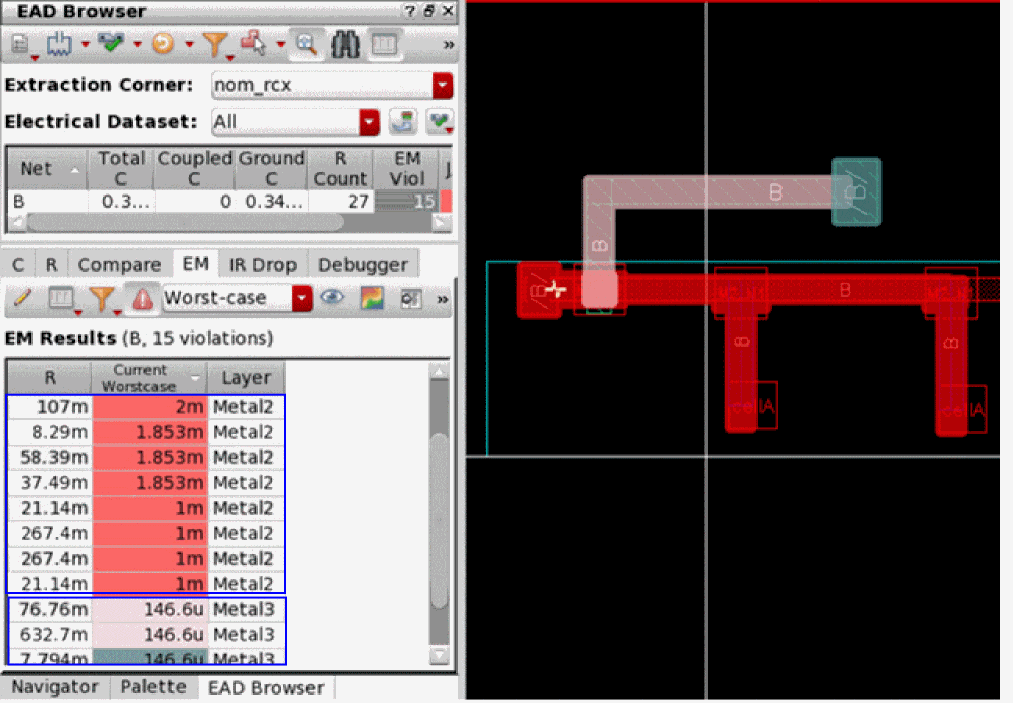 EAD Browser
»
Extraction Corner: nom_rcx
Electrical Dataset: All
Net Total C Coupled C Ground C R Count EM Viol
B 0.3... 0 0.34... 27 15
C R Compare EM IR Drop Debugger
Worst-case »
EM Results (B, 15 violations)
R Current Worstcase Layer
107m 2m Metal2
8.29m 1.853m Metal2
58.39m 1.853m Metal2
37.49m 1.853m Metal2
21.14m 1m Metal2
267.4m 1m Metal2
267.4m 1m Metal2
21.14m 1m Metal2
76.76m 146.6u Metal3
632.7m 146.6u Metal3
7.794m 146.6u Metal3
Navigator Palette EAD Browser
B
B
B
B
B
B
B